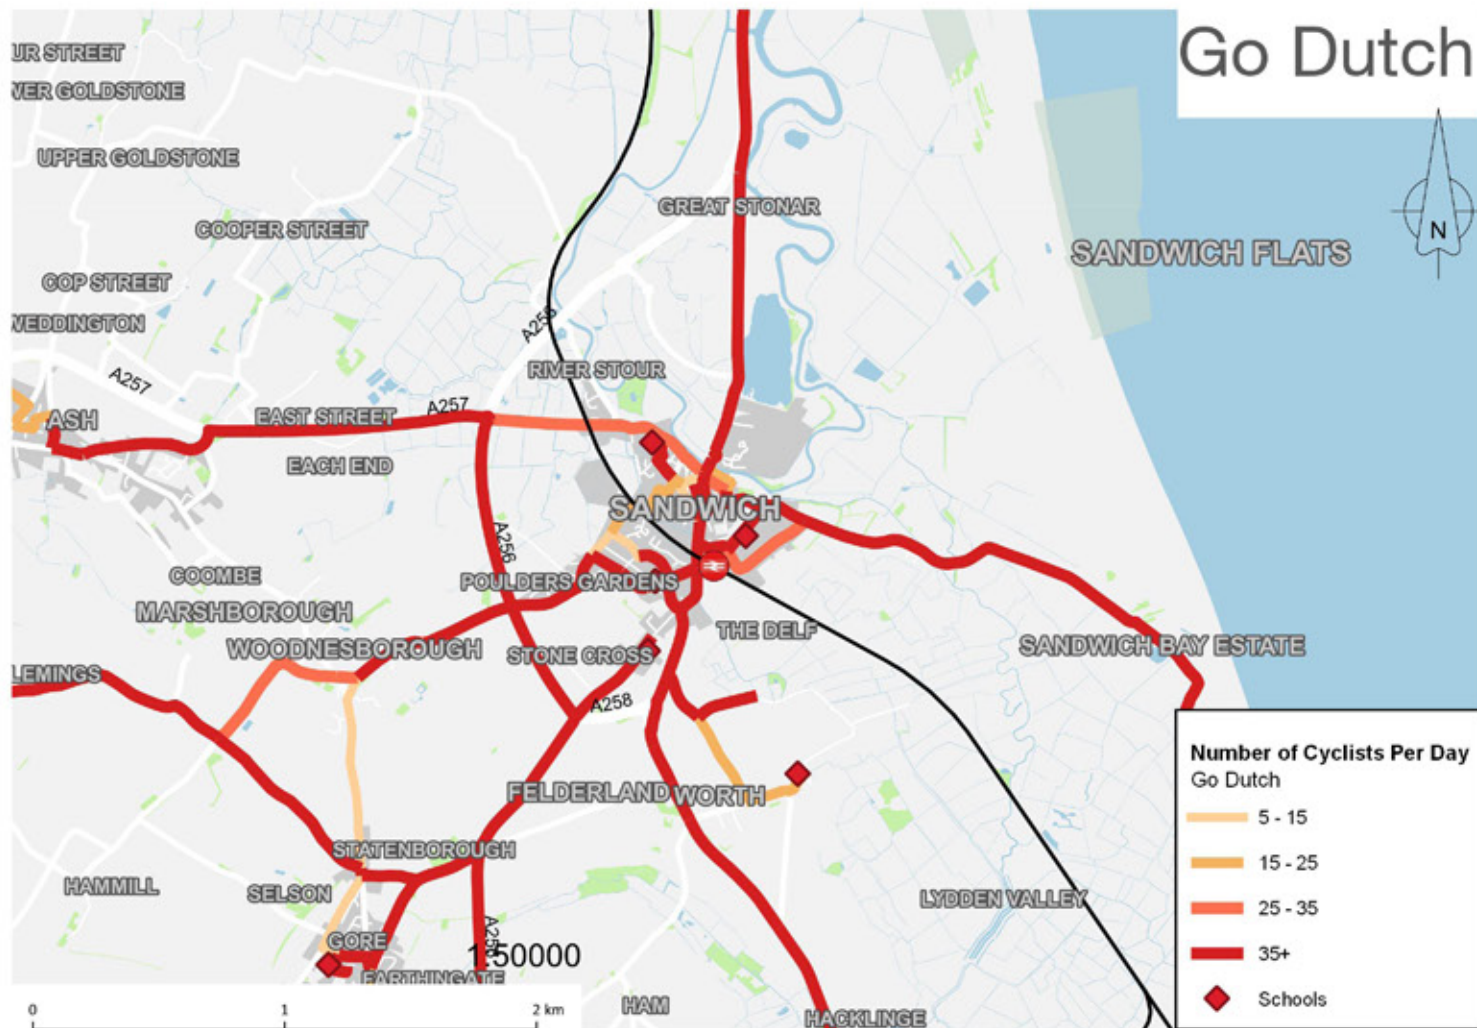 Go Dutch
UR STREET
WER GOLDSTONE
UPPER GOLDSTONE
COOPER STREET
GREAT STONAR
N
SANDWICH FLATS
COP STREET
WEDDINGTON
A256
A257
RIVER STOUR
ASH
EAST STREET
A257
EACH END
SANDWICH
A256
COOMBE
POULDERS GARDENS
MARSHBOROUGH
THE DELF
WOODNESBOROUGH
STONE CROSS
SANDWICH BAY ESTATE
LEMINGS
A258
FELDERLAND
WORTH
STATENBOROUGH
HAMMILL
SELSON
LYDDEN VALLEY
GORE
A256
1:50000
FARTHINGATE
HAM
HACKLINGE
0 1 2 km
Number of Cyclists Per Day
Go Dutch
5 - 15
15 - 25
25 - 35
35+
Schools